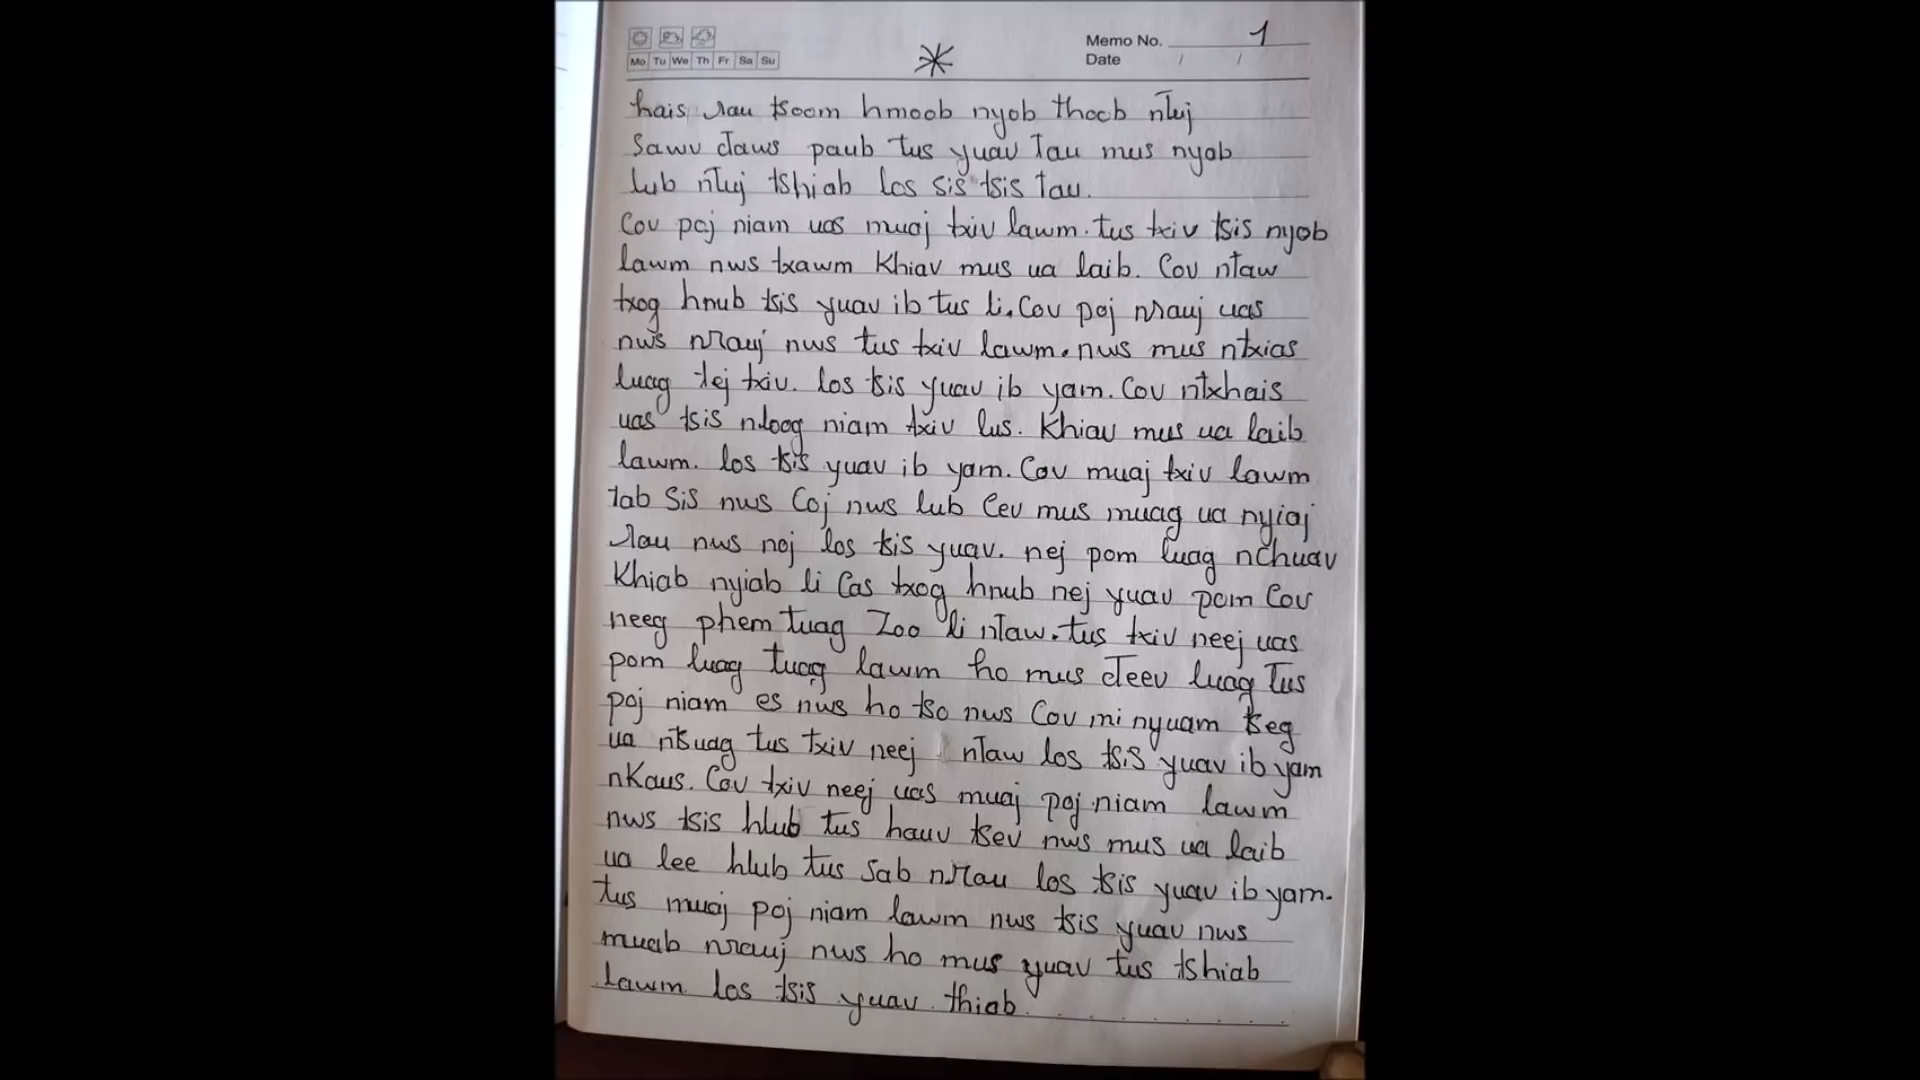 Memo No. 1
Mo Tu We Th Fr Sa Su
Date / /
hais rau tsoom hmoob nyob thoob ntuj
Sawv daws paub tus yuav tau mus nyob
lub ntuj tshiab los sis tsis tau.
Cov poj niam uas muaj txiv lawm. tus txiv tsis nyob
lawm nws txawm Khiav mus ua laib. Cov ntaw
txog hnub tsis yuav ib tus li. Cov poj nrauj uas
nws nrauj nws tus txiv lawm. nws mus ntxias
luag tej txiv. los tsis yuav ib yam. Cov ntxhais
uas tsis nloog niam txiv lus. Khiav mus ua laib
lawm. los tsis yuav ib yam. Cov muaj txiv lawm
tab Sis nws Coj nws lub Cev mus muag ua nyiaj
rau nws noj los tsis yuav. nej pom luag nchuav
Khiab nyiab li Cas txog hnub nej yuav pom Cov
neeg phem tuag Zoo li ntaw. tus txiv neej uas
pom luag tuag lawm ho mus deev luag tus
poj niam es nws ho tso nws Cov mi nyuam tseg
ua ntsuag tus txiv neej ntaw los tsis yuav ib yam
nKaus. Cov txiv neej uas muaj poj niam lawm
nws tsis hlub tus hauv tsev nws mus ua laib
ua lee hlub tus Sab nrau los tsis yuav ib yam.
tus muaj poj niam lawm nws tsis yuav nws
muab nrauj nws ho mus yuav tus tshiab
lawm los tsis yuav thiab.